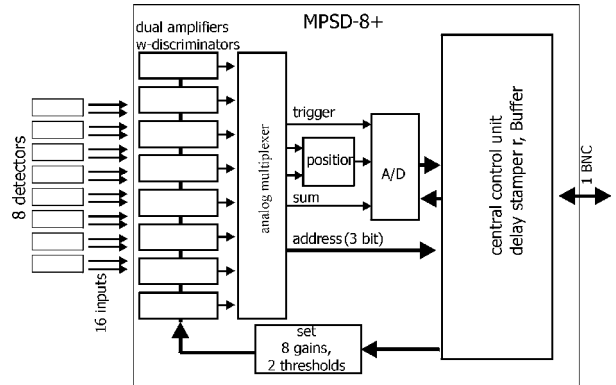 MPSD-8+
dual amplifiers
w-discriminators
8 detectors
16 inputs
analog multiplexer
trigger
position
sum
A/D
address (3 bit)
central control unit
delay stamper r, Buffer
1 BNC
set
8 gains,
2 thresholds